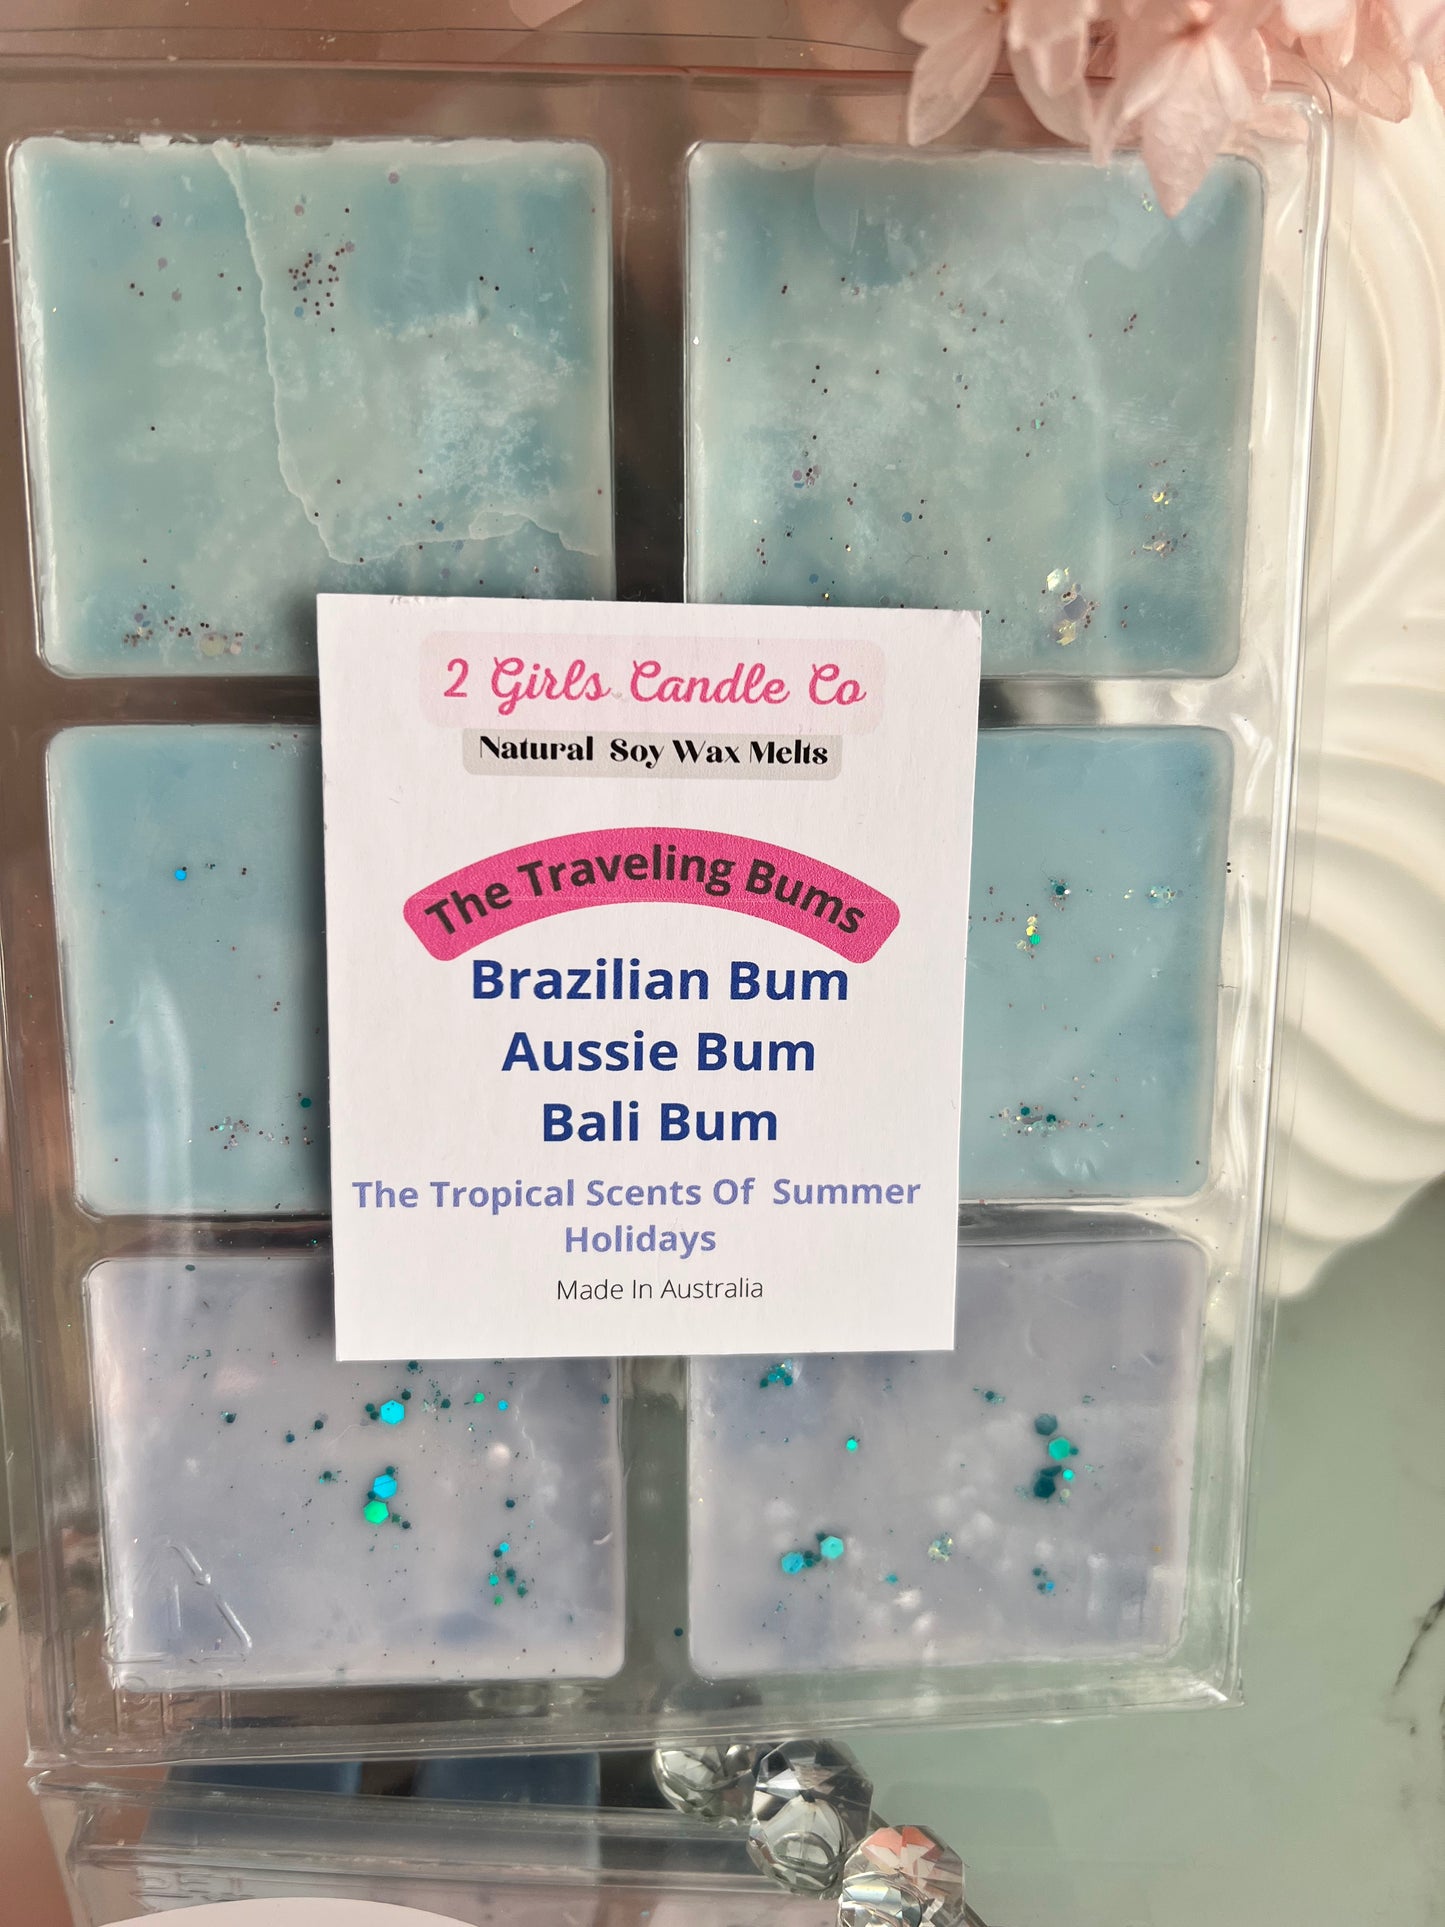 2 Girls Candle Co
Natural Soy Wax Melts
The Traveling Bums
Brazilian Bum
Aussie Bum
Bali Bum
The Tropical Scents Of Summer
Holidays
Made In Australia